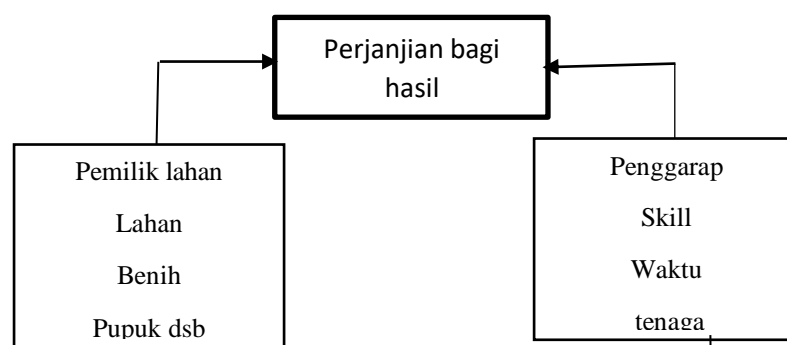 Perjanjian bagi
hasil
Pemilik lahan
Lahan
Benih
Pupuk dsb
Penggarap
Skill
Waktu
tenaga